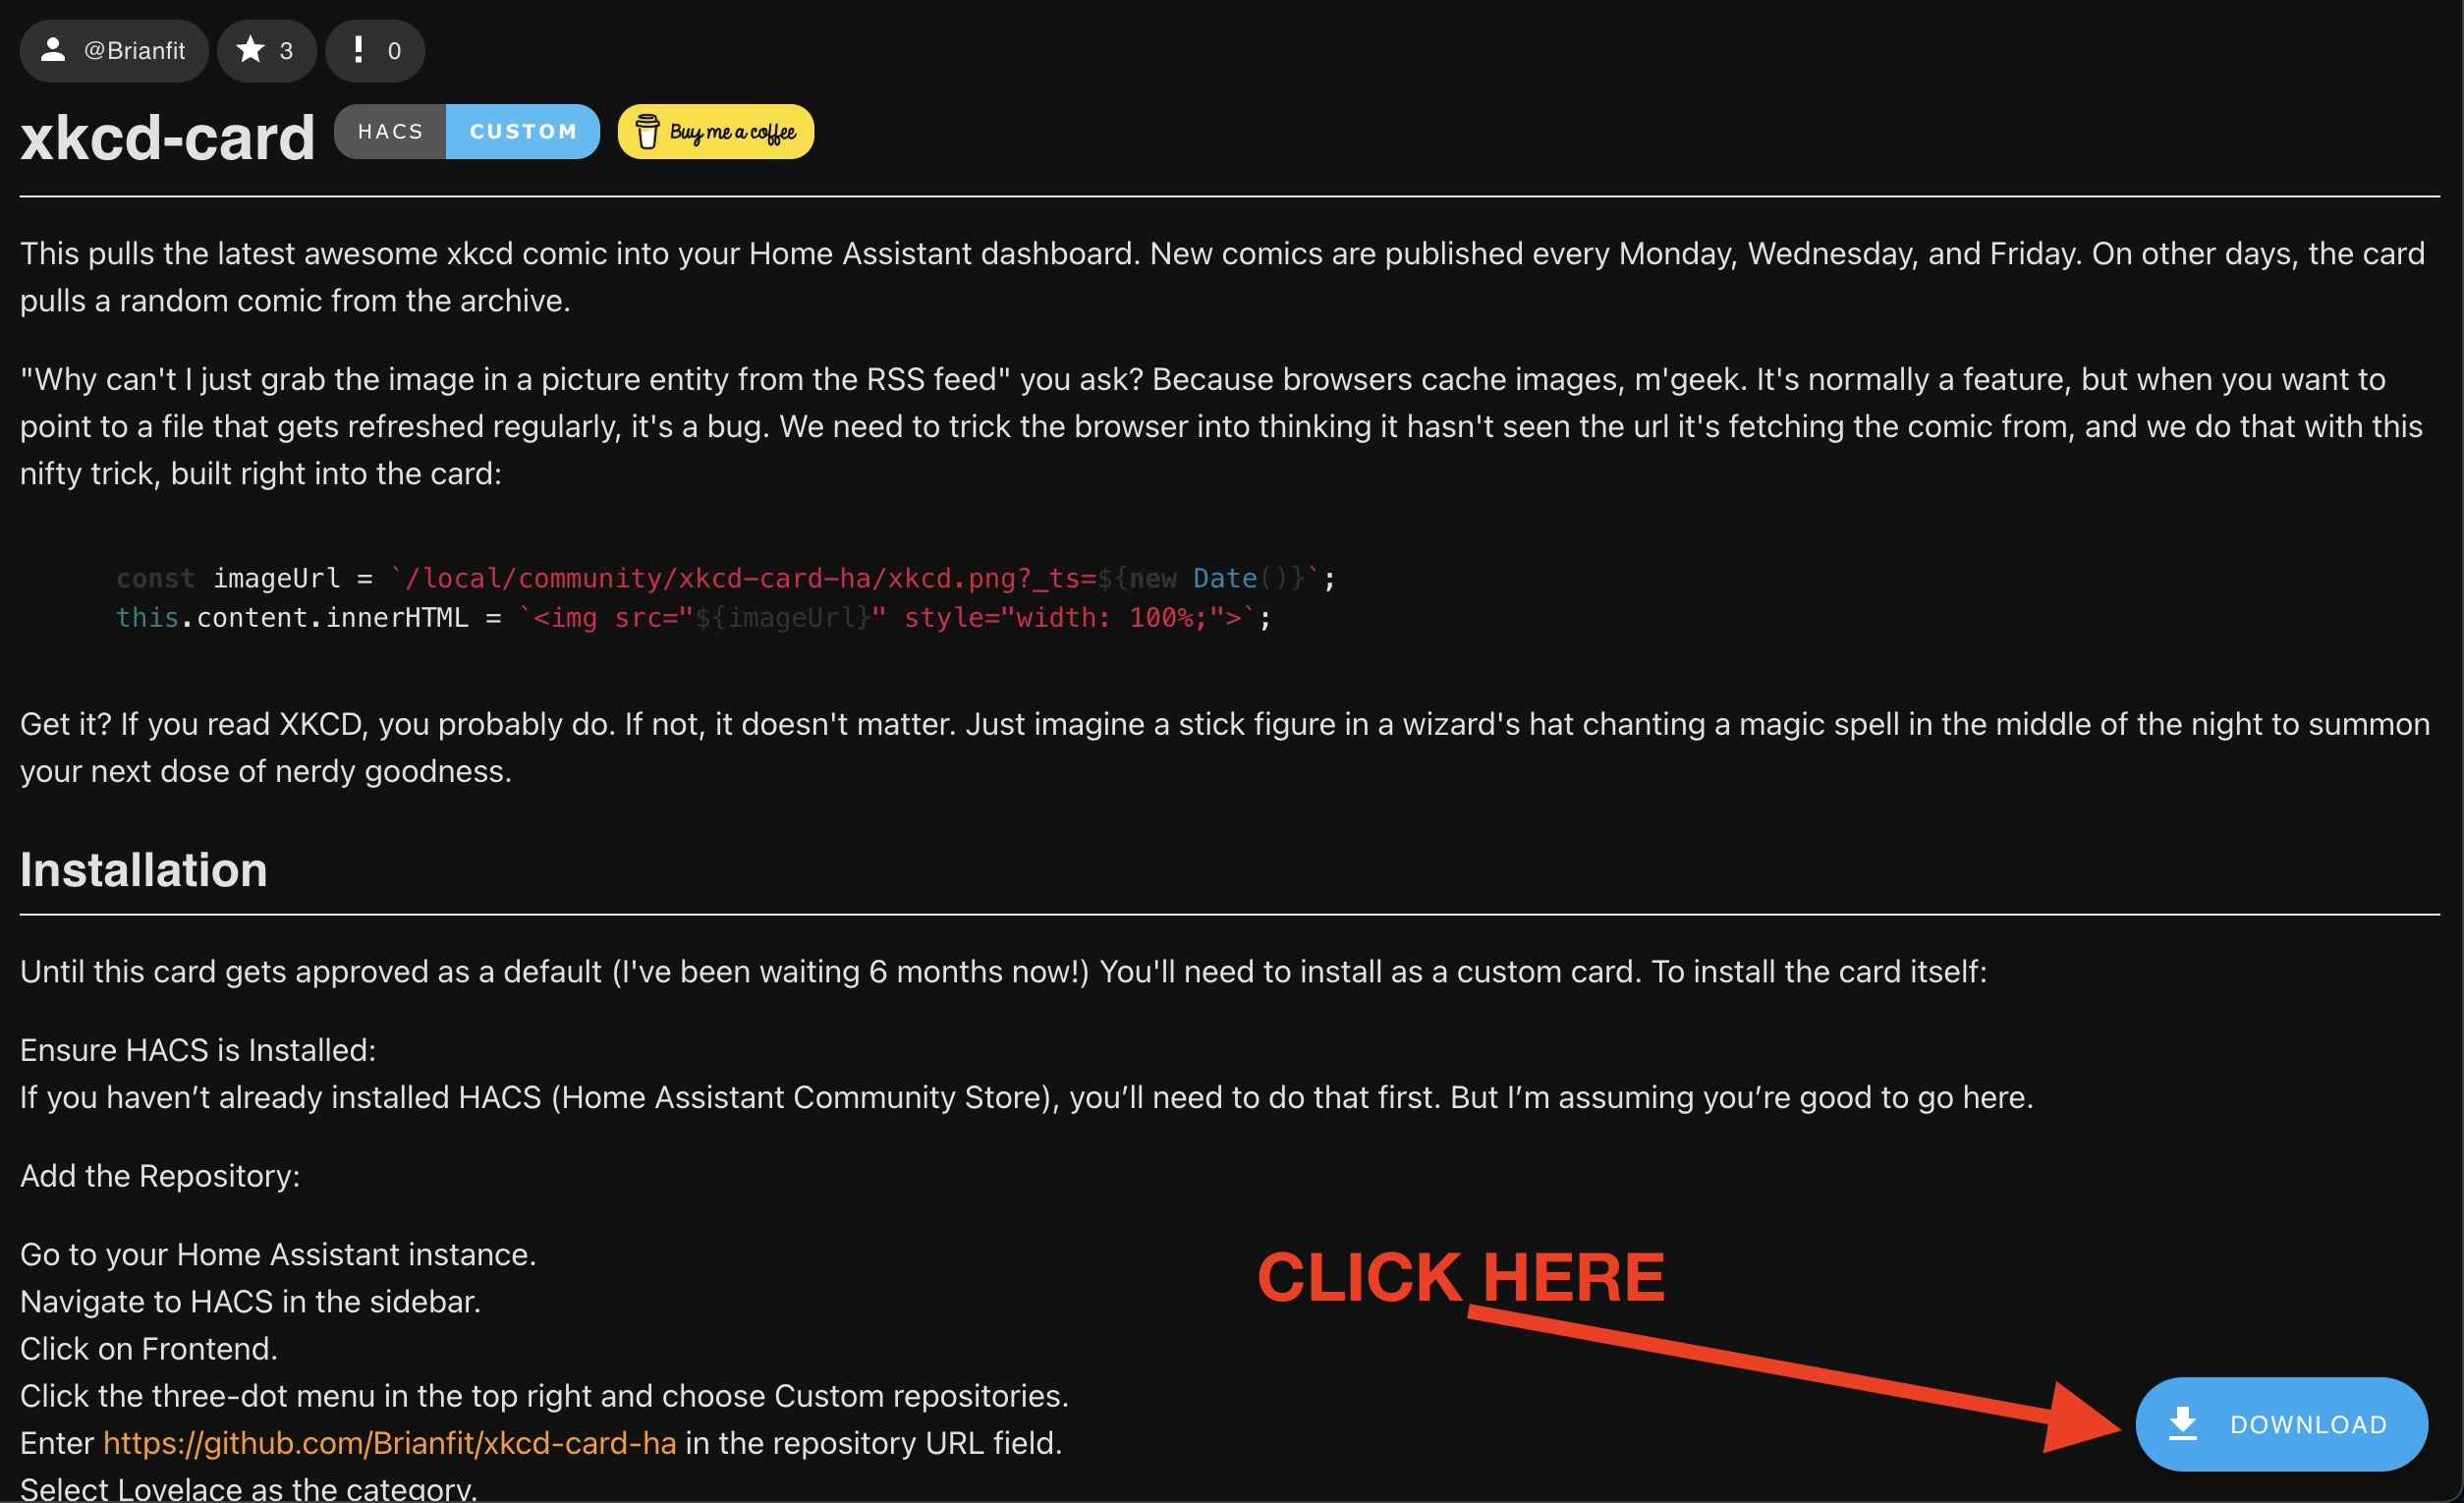 @Brianfit 3 0
xkcd-card HACS CUSTOM Buy me a coffee
This pulls the latest awesome xkcd comic into your Home Assistant dashboard. New comics are published every Monday, Wednesday, and Friday. On other days, the card
pulls a random comic from the archive.
"Why can't I just grab the image in a picture entity from the RSS feed" you ask? Because browsers cache images, m'geek. It's normally a feature, but when you want to
point to a file that gets refreshed regularly, it's a bug. We need to trick the browser into thinking it hasn't seen the url it's fetching the comic from, and we do that with this
nifty trick, built right into the card:
const imageUrl = `/local/community/xkcd-card-ha/xkcd.png?_ts=${new Date()}`;
this.content.innerHTML = `<img src="${imageUrl}" style="width: 100%;">`;
Get it? If you read XKCD, you probably do. If not, it doesn't matter. Just imagine a stick figure in a wizard's hat chanting a magic spell in the middle of the night to summon
your next dose of nerdy goodness.
Installation
Until this card gets approved as a default (I've been waiting 6 months now!) You'll need to install as a custom card. To install the card itself:
Ensure HACS is Installed:
If you haven’t already installed HACS (Home Assistant Community Store), you’ll need to do that first. But I’m assuming you’re good to go here.
Add the Repository:
Go to your Home Assistant instance.
Navigate to HACS in the sidebar.
Click on Frontend.
Click the three-dot menu in the top right and choose Custom repositories.
Enter https://github.com/Brianfit/xkcd-card-ha in the repository URL field.
Select Lovelace as the category.
CLICK HERE
DOWNLOAD